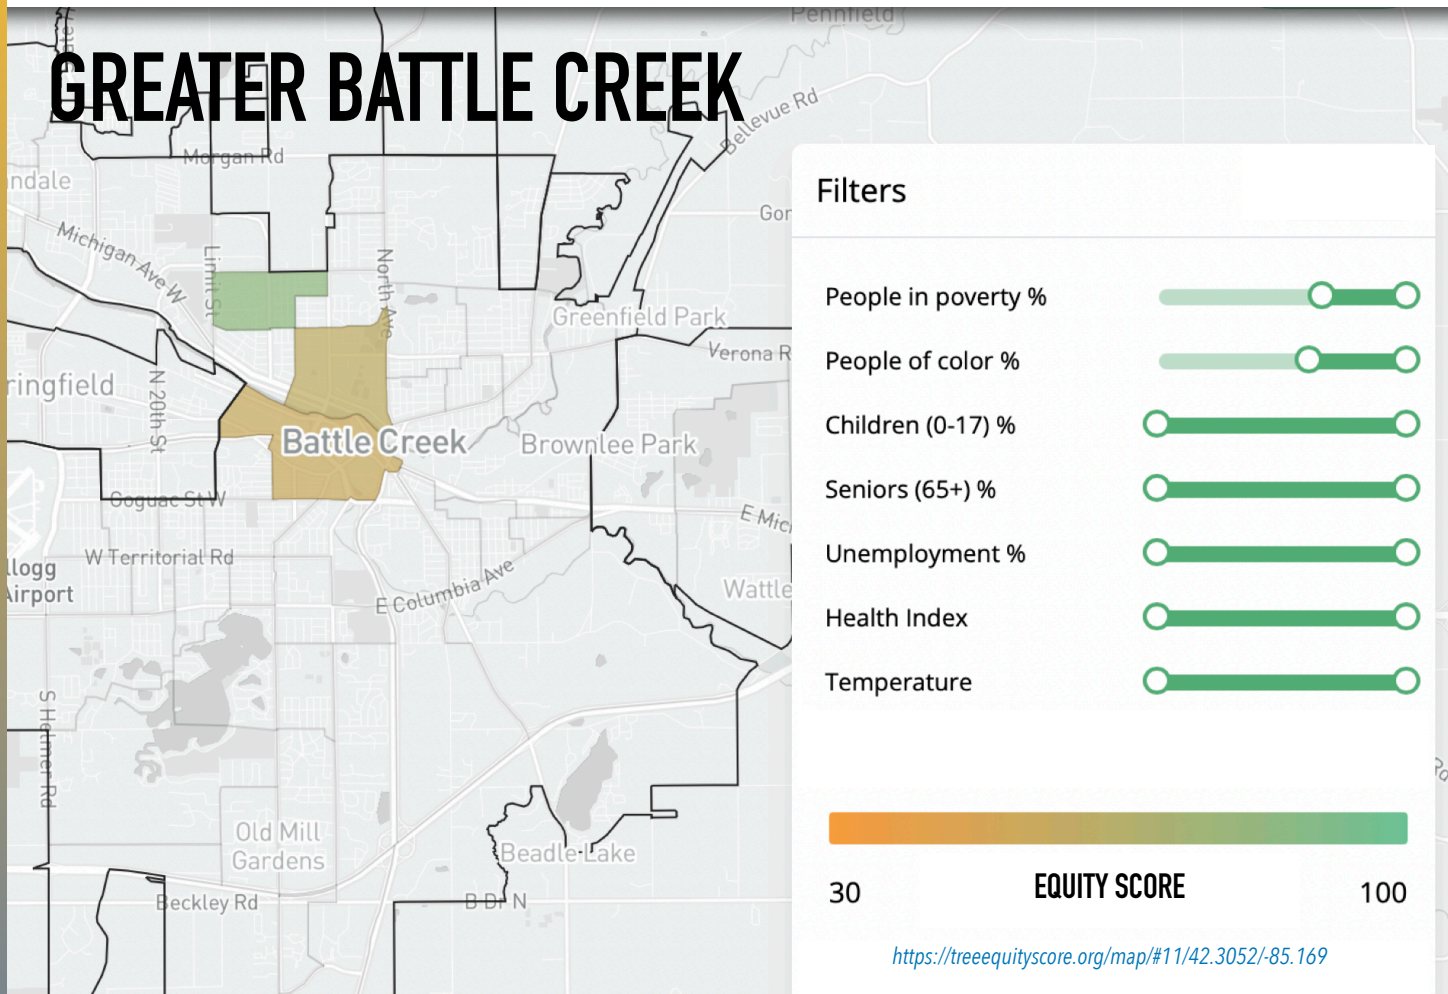 Pennfield
GREATER BATTLE CREEK
Bellevue Rd
Morgan Rd
Michigan Ave W
Limit St
North Ave
Greenfield Park
Verona R
ringfield
N 20th St
Battle Creek
Brownlee Park
Goguac St W
E Mic
W Territorial Rd
llogg
Airport
E Columbia Ave
Wattle
S Helmer Rd
Old Mill
Gardens
Beadle Lake
Beckley Rd
B Dr N
andale
Gor
Filters
People in poverty %
People of color %
Children (0-17) %
Seniors (65+) %
Unemployment %
Health Index
Temperature
30
EQUITY SCORE
100
https://treeequityscore.org/map/#11/42.3052/-85.169
Rd